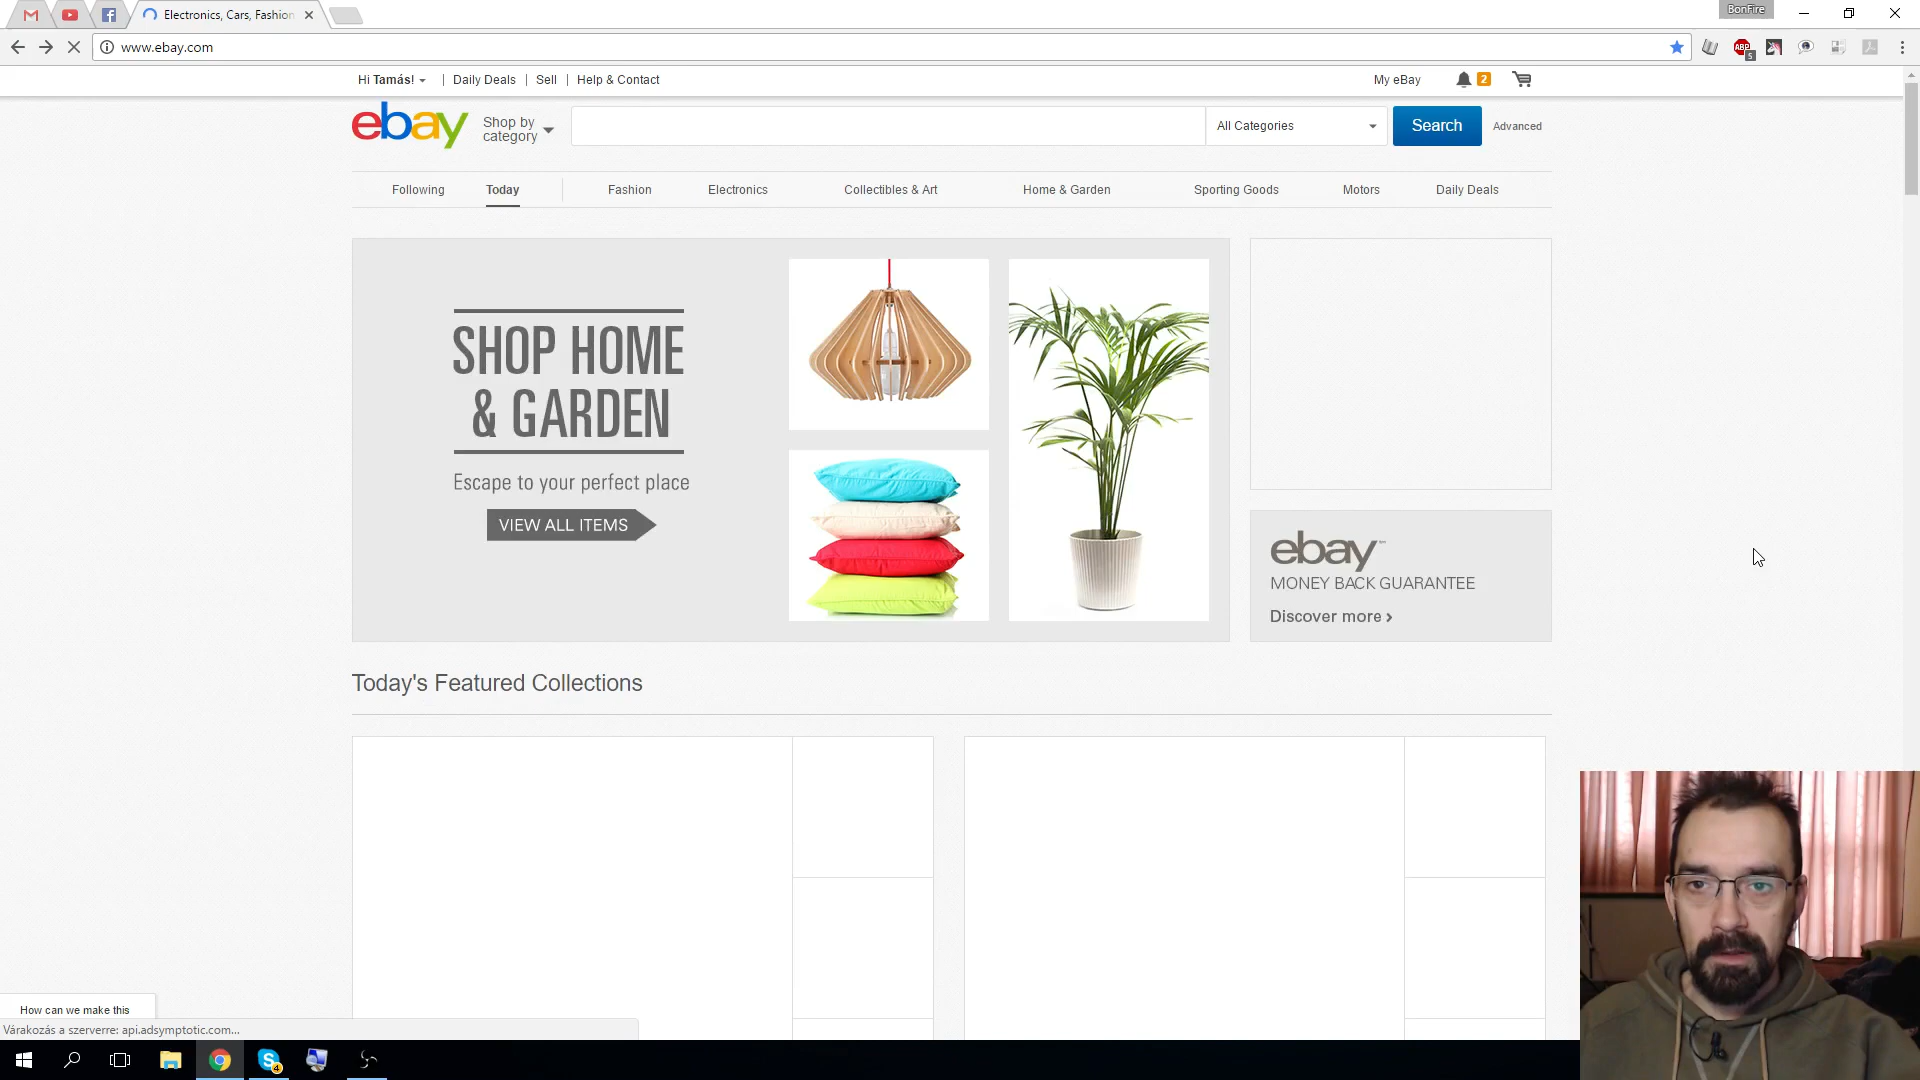 BonFire
Electronics, Cars, Fashion
www.ebay.com
ABP
5
Hi Tamás!
Daily Deals
Sell
Help & Contact
My eBay
2
ebay
Shop by
category
All Categories
Search
Advanced
Following
Today
Fashion
Electronics
Collectibles & Art
Home & Garden
Sporting Goods
Motors
Daily Deals
SHOP HOME
& GARDEN
Escape to your perfect place
VIEW ALL ITEMS
ebay
MONEY BACK GUARANTEE
Discover more
Today's Featured Collections
How can we make this
Várakozás a szerverre: api.adsymptotic.com...
4